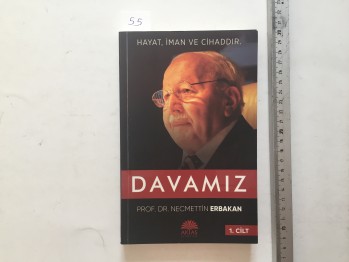 55
HAYAT, İMAN VE CİHADDIR.
DAVAMIZ
PROF. DR. NECMETTİN ERBAKAN
1. CİLT